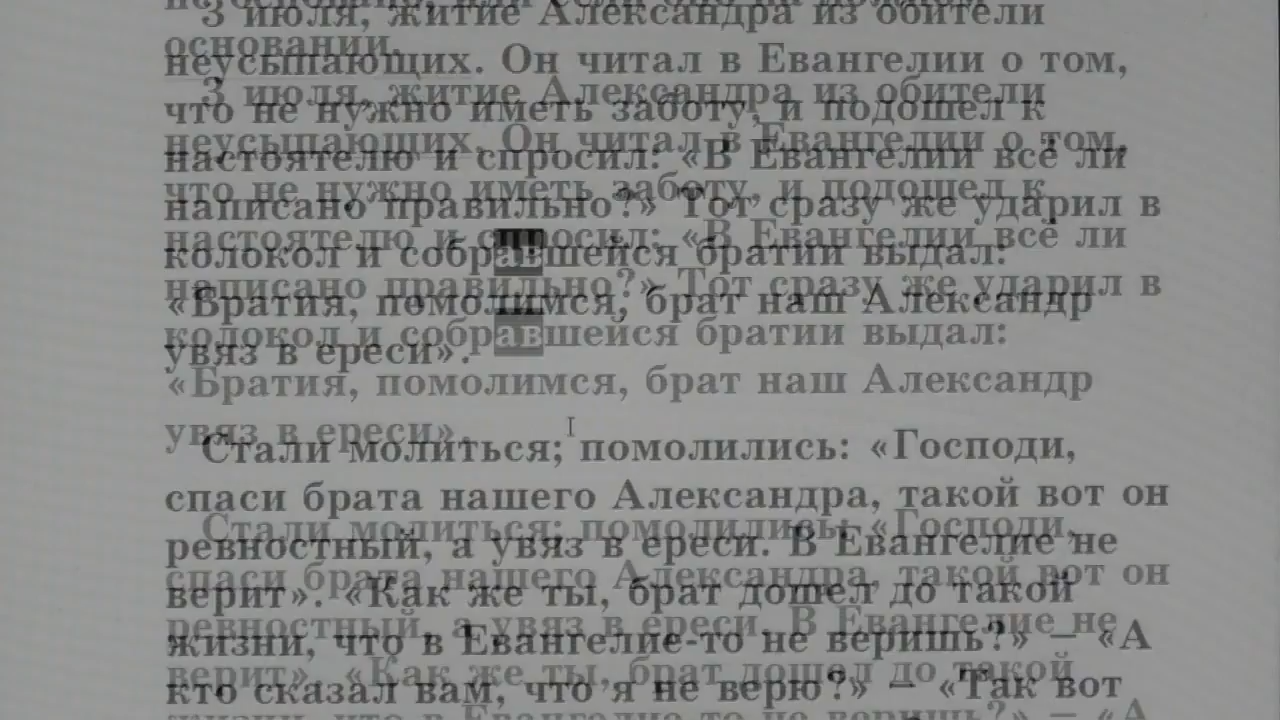 основании.
3 июля, житие Александра из обители
неусыпающих. Он читал в Евангелии о том,
что не нужно иметь заботу, и подошел к
настоятелю и спросил: «В Евангелии всё ли
написано правильно?» Тот сразу же ударил в
колокол и собравшейся братии выдал:
«Братия, помолимся, брат наш Александр
увяз в ереси».
Стали молиться; помолились: «Господи,
спаси брата нашего Александра, такой вот он
ревностный, а увяз в ереси. В Евангелие не
верит». «Как же ты, брат дошел до такой
жизни, что в Евангелие-то не веришь?» – «А
кто сказал вам, что я не верю?» – «Так вот